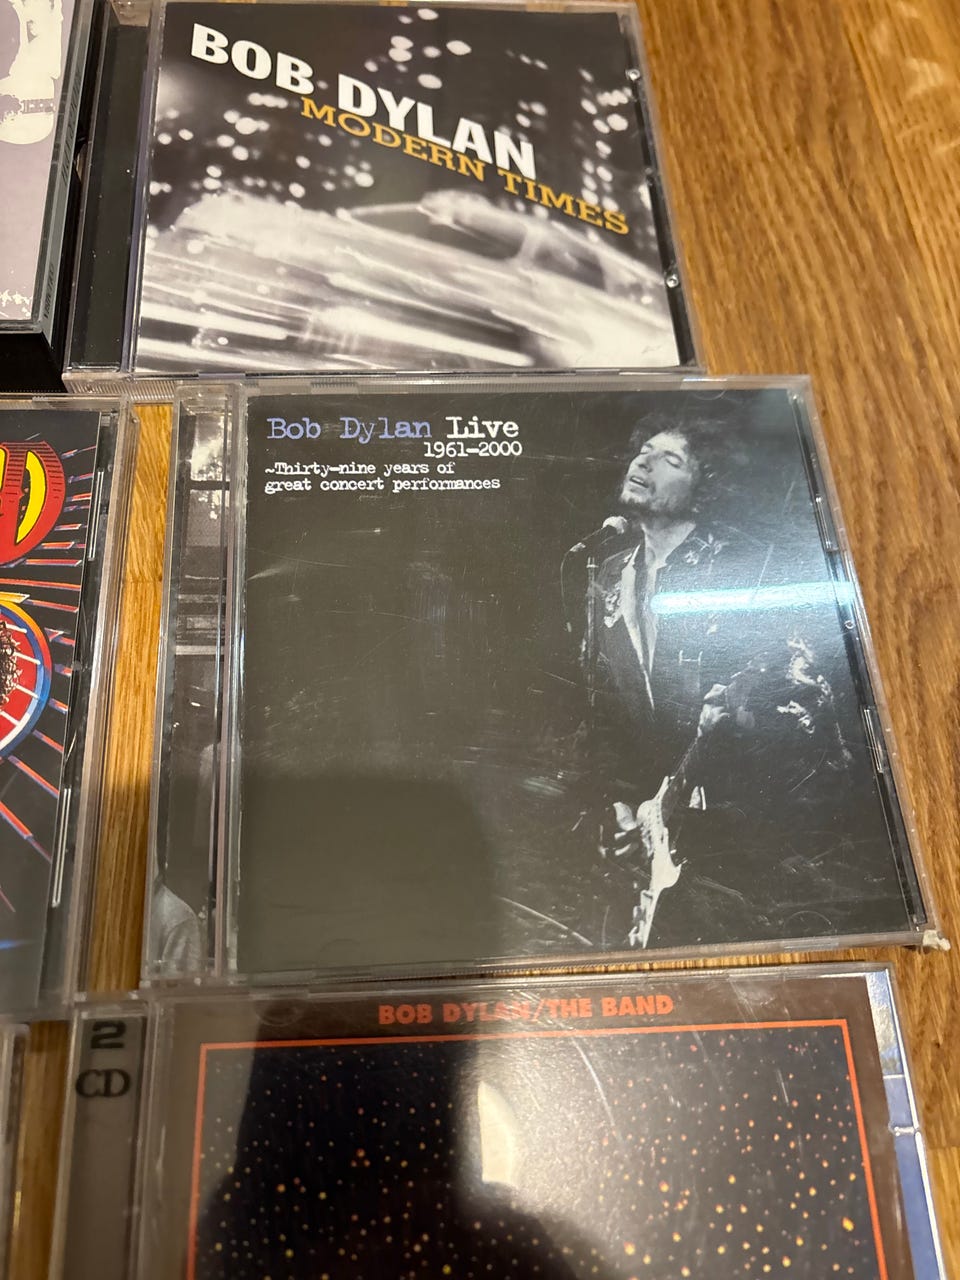 BOB DYLAN
MODERN TIMES
Bob Dylan Live
1961—2000
~Thirty—nine years of
great concert performances
BOB DYLAN/THE BAND
2
CD